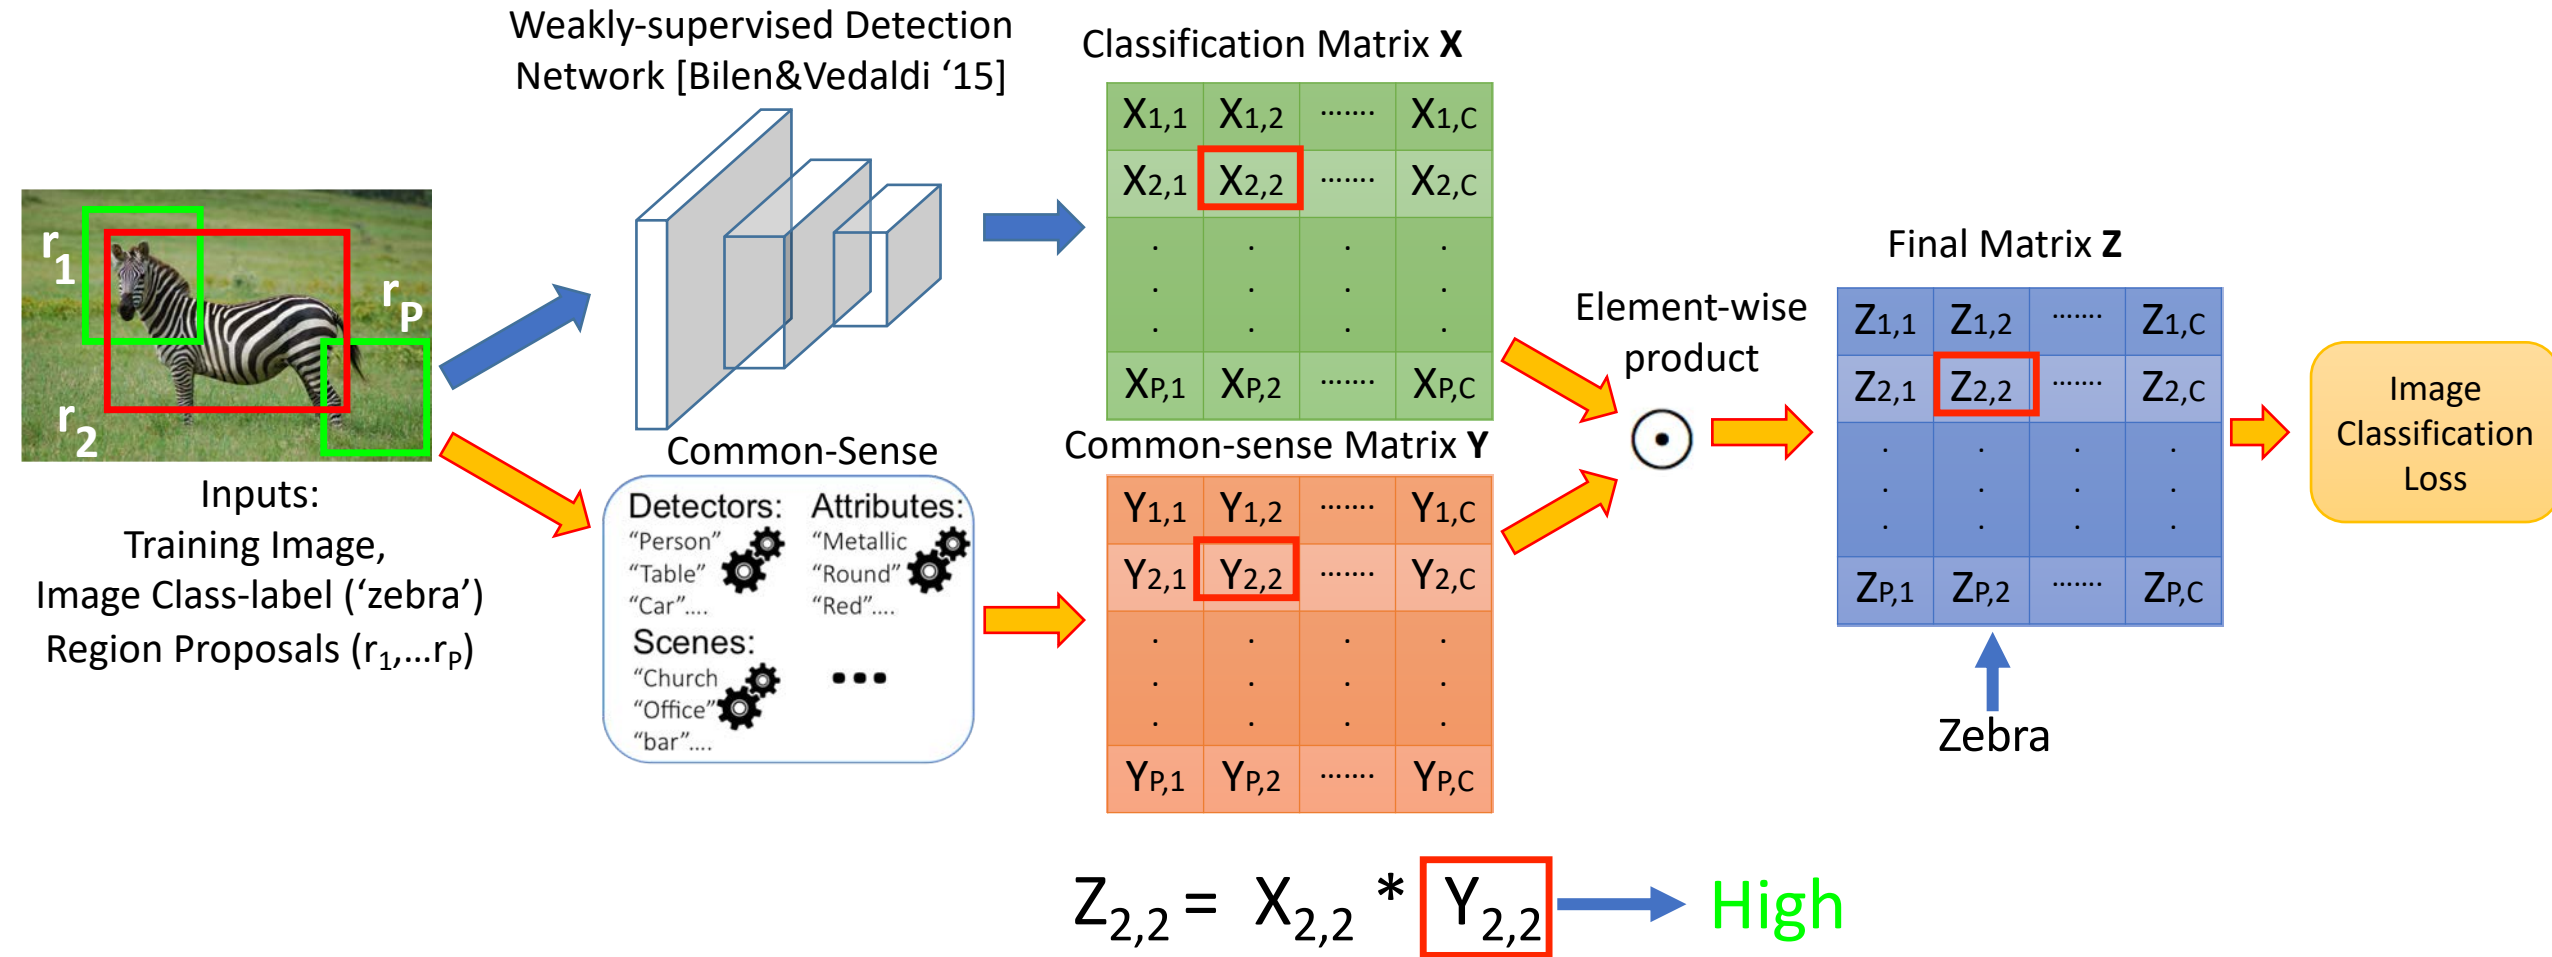 Weakly-supervised Detection
Network [Bilen&Vedaldi ‘15]
Classification Matrix X
X1,1 X1,2 ....... X1,C
X2,1 X2,2 ....... X2,C
. . . .
. . . .
. . . .
XP,1 XP,2 ....... XP,C
r1
rP
r2
Inputs:
Training Image,
Image Class-label (‘zebra’)
Region Proposals (r1,...rP)
Common-Sense
Detectors:
“Person”
“Table”
“Car”....
Attributes:
“Metallic
“Round”
“Red”....
Scenes:
“Church
“Office”
“bar”....
...
Common-sense Matrix Y
Y1,1 Y1,2 ....... Y1,C
Y2,1 Y2,2 ....... Y2,C
. . . .
. . . .
. . . .
YP,1 YP,2 ....... YP,C
Element-wise
product
Final Matrix Z
Z1,1 Z1,2 ....... Z1,C
Z2,1 Z2,2 ....... Z2,C
. . . .
. . . .
. . . .
ZP,1 ZP,2 ....... ZP,C
Zebra
Image
Classification
Loss
Z2,2 = X2,2 * Y2,2 High